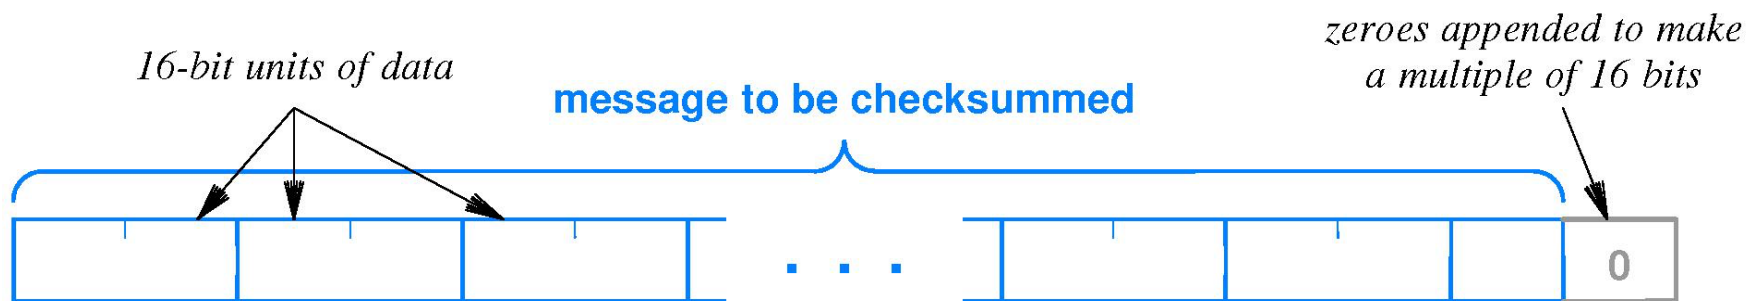 zeroes appended to make
a multiple of 16 bits
16-bit units of data
message to be checksummed
. . .
0